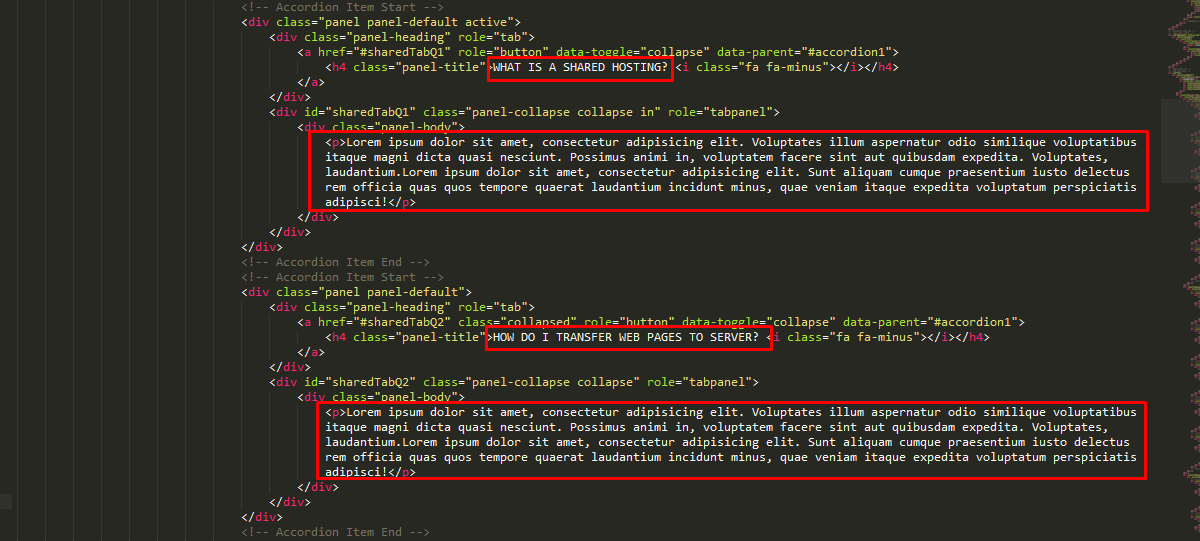 <!-- Accordion Item Start -->
<div class="panel panel-default active">
<div class="panel-heading" role="tab">
<a href="#sharedTabQ1" role="button" data-toggle="collapse" data-parent="#accordion1">
<h4 class="panel-title">WHAT IS A SHARED HOSTING? <i class="fa fa-minus"></i></h4>
</a>
</div>
<div id="sharedTabQ1" class="panel-collapse collapse in" role="tabpanel">
<div class="panel-body">
<p>Lorem ipsum dolor sit amet, consectetur adipisicing elit. Voluptates illum aspernatur odio similique voluptatibus
itaque magni dicta quasi nesciunt. Possimus animi in, voluptatem facere sint aut quibusdam expedita. Voluptates,
laudantium.Lorem ipsum dolor sit amet, consectetur adipisicing elit. Sunt aliquam cumque praesentium iusto delectus
rem officia quas quos tempore quaerat laudantium incidunt minus, quae veniam itaque expedita voluptatum perspiciatis
adipisci!</p>
</div>
</div>
</div>
<!-- Accordion Item End -->
<!-- Accordion Item Start -->
<div class="panel panel-default">
<div class="panel-heading" role="tab">
<a href="#sharedTabQ2" class="collapsed" role="button" data-toggle="collapse" data-parent="#accordion1">
<h4 class="panel-title">HOW DO I TRANSFER WEB PAGES TO SERVER? <i class="fa fa-minus"></i></h4>
</a>
</div>
<div id="sharedTabQ2" class="panel-collapse collapse" role="tabpanel">
<div class="panel-body">
<p>Lorem ipsum dolor sit amet, consectetur adipisicing elit. Voluptates illum aspernatur odio similique voluptatibus
itaque magni dicta quasi nesciunt. Possimus animi in, voluptatem facere sint aut quibusdam expedita. Voluptates,
laudantium.Lorem ipsum dolor sit amet, consectetur adipisicing elit. Sunt aliquam cumque praesentium iusto delectus
rem officia quas quos tempore quaerat laudantium incidunt minus, quae veniam itaque expedita voluptatum perspiciatis
adipisci!</p>
</div>
</div>
</div>
<!-- Accordion Item End -->